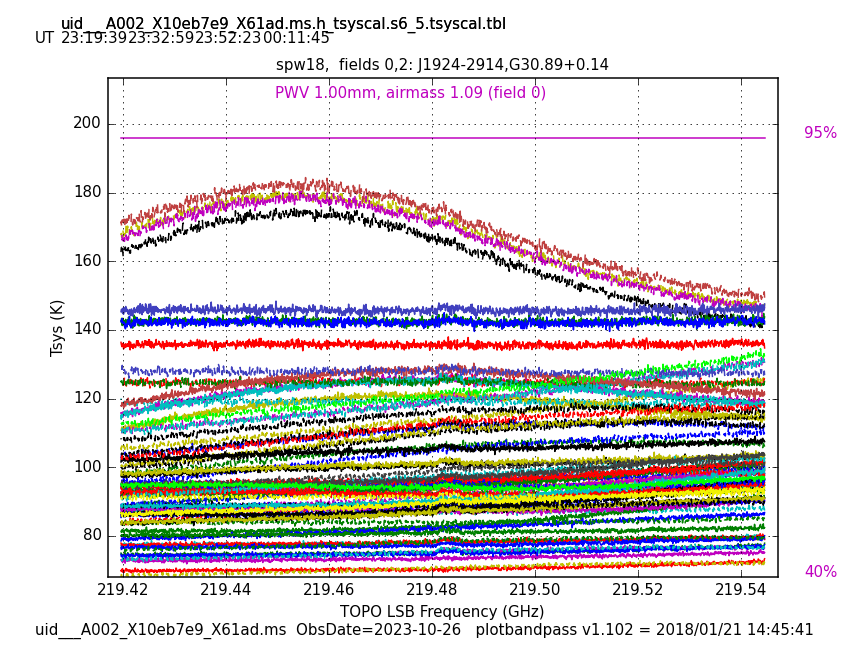 uid___A002_X10eb7e9_X61ad.ms.h_tsyscal.s6_5.tsyscal.tbl
UT 23:19:39 23:32:59 23:52:23 00:11:45
spw18,  fields 0,2: J1924-2914,G30.89+0.14
PWV 1.00mm, airmass 1.09 (field 0)
95%
40%
200
180
160
140
120
100
80
Tsys (K)
219.42 219.44 219.46 219.48 219.50 219.52 219.54
TOPO LSB Frequency (GHz)
uid___A002_X10eb7e9_X61ad.ms  ObsDate=2023-10-26   plotbandpass v1.102 = 2018/01/21 14:45:41